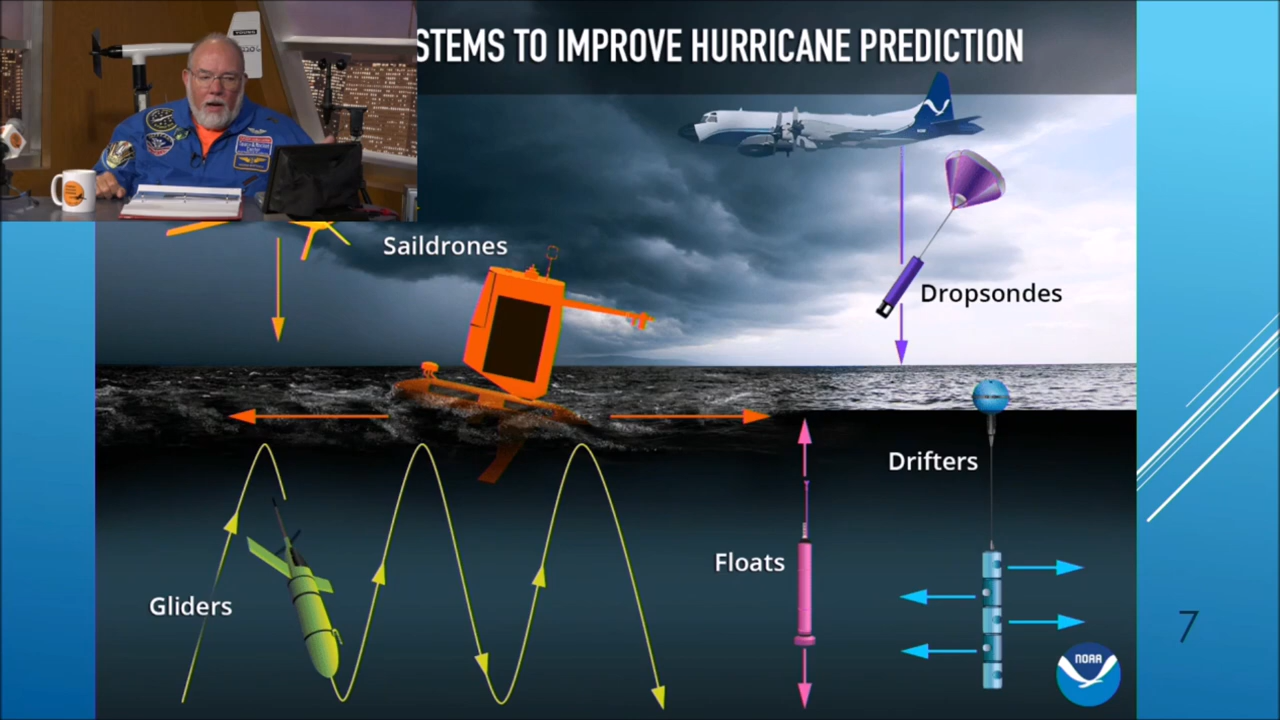 STEMS TO IMPROVE HURRICANE PREDICTION
Saildrones
Dropsondes
Drifters
Floats
Gliders
7
NOAA